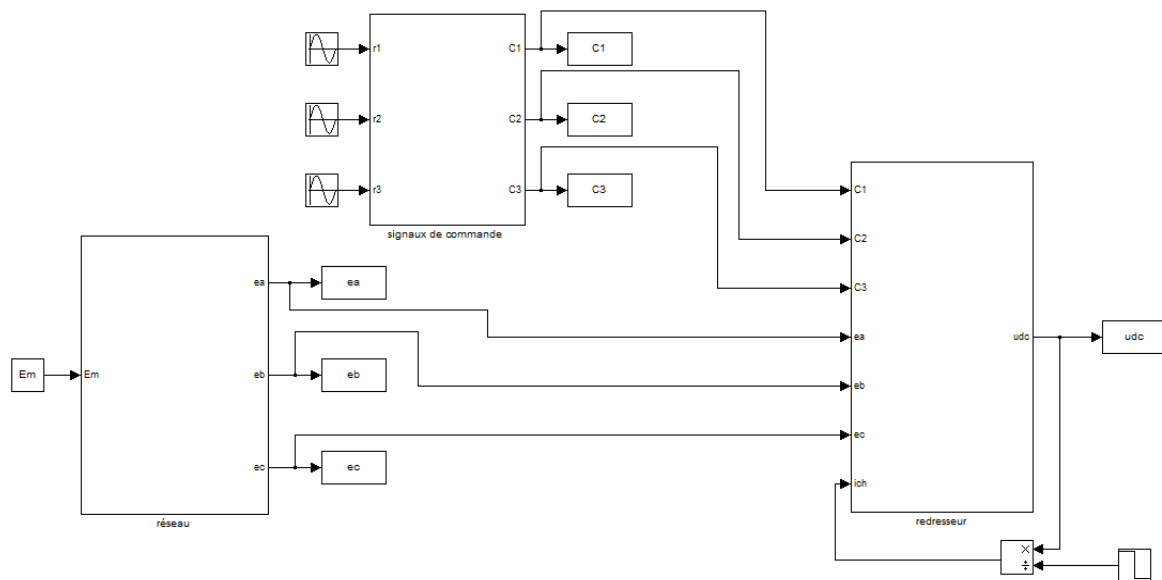 r1
C1
C1
r2
C2
C2
r3
C3
C3
signaux de commande
C1
C2
C3
ea
ea
ea
udc
udc
Em
Em
eb
eb
eb
ec
ec
ec
ich
réseau
redresseur
×
÷